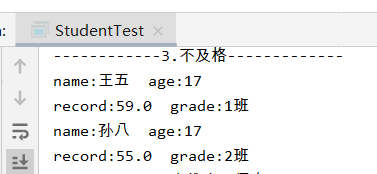 StudentTest
------------3.不及格-------------
name:王五  age:17
record:59.0  grade:1班
name:孙八  age:17
record:55.0  grade:2班